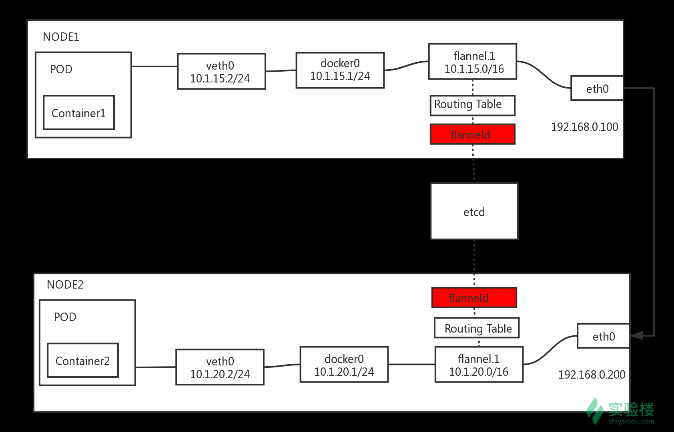 NODE1
POD
Container1
veth0
10.1.15.2/24
docker0
10.1.15.1/24
flannel.1
10.1.15.0/16
eth0
192.168.0.100
Routing Table
flanneld
etcd
NODE2
flanneld
Routing Table
POD
Container2
veth0
10.1.20.2/24
docker0
10.1.20.1/24
flannel.1
10.1.20.0/16
eth0
192.168.0.200
实验楼
shiyanlou.com